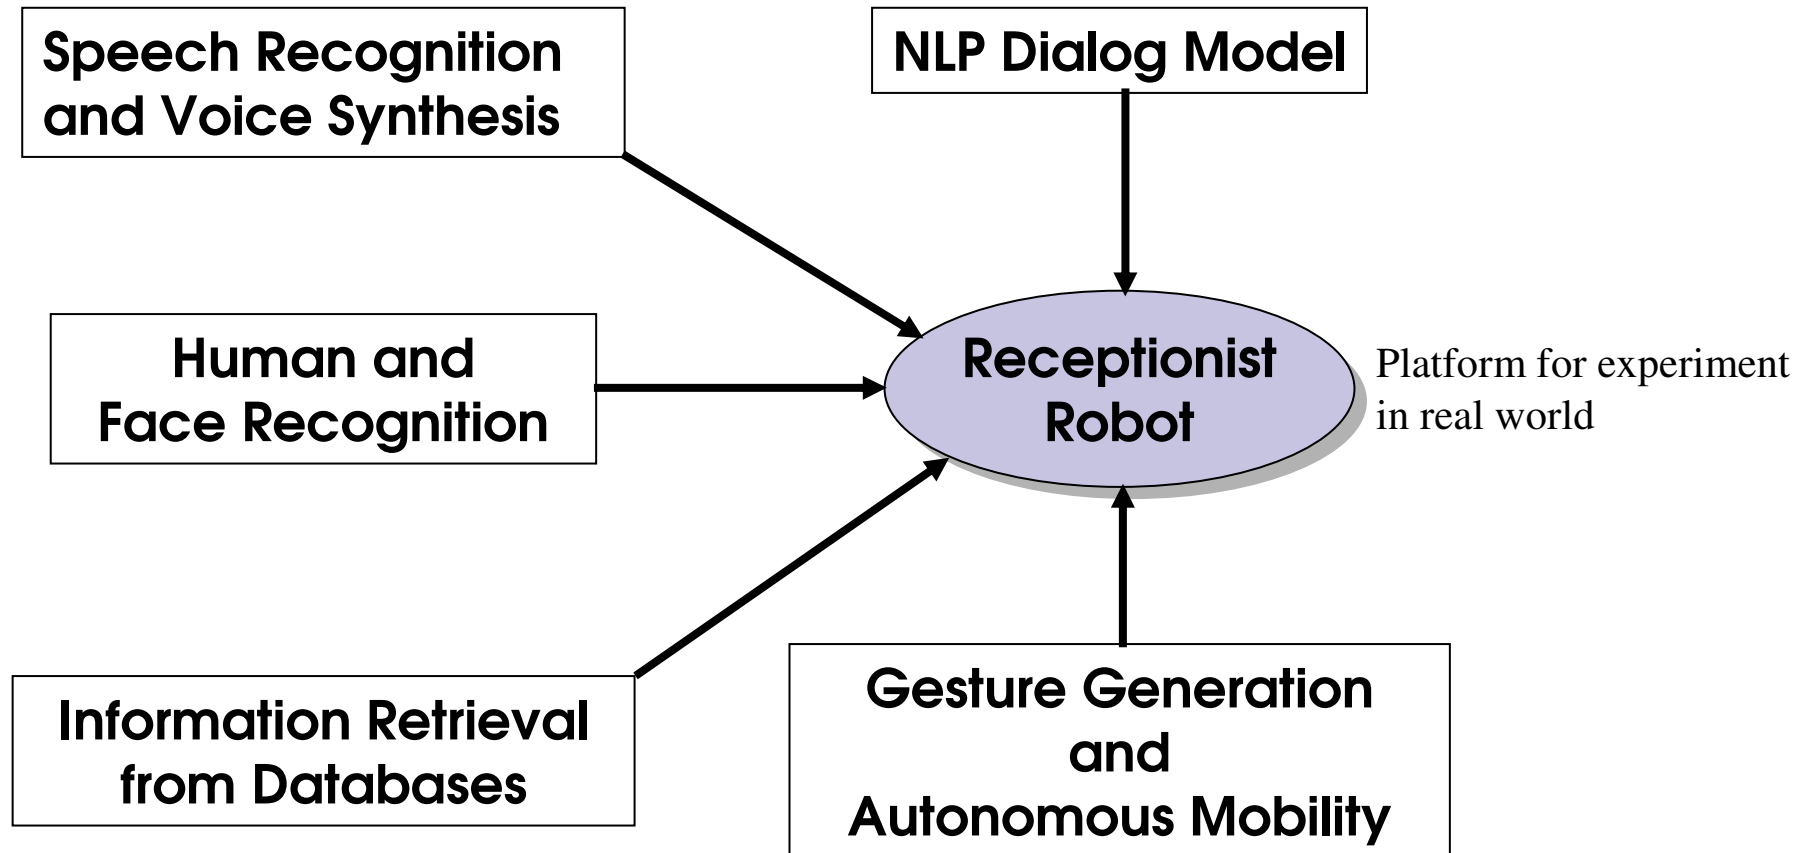 Speech Recognition
and Voice Synthesis
NLP Dialog Model
Human and
Face Recognition
Receptionist
Robot
Platform for experiment
in real world
Information Retrieval
from Databases
Gesture Generation
and
Autonomous Mobility